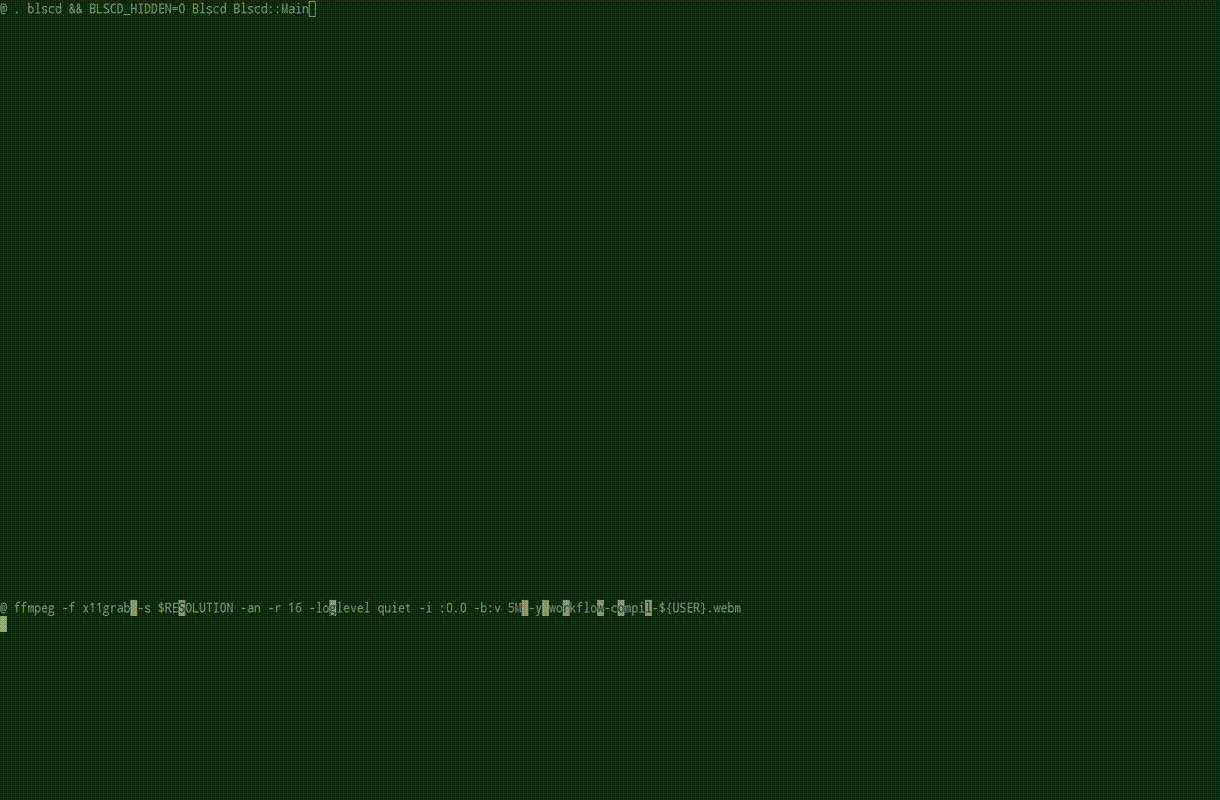 @ . blscd && BLSCD_HIDDEN=0 Blscd Blscd::Main
@ ffmpeg -f x11grab -s $RESOLUTION -an -r 16 -loglevel quiet -i :0.0 -b:v 5M -y workflow-compil-${USER}.webm